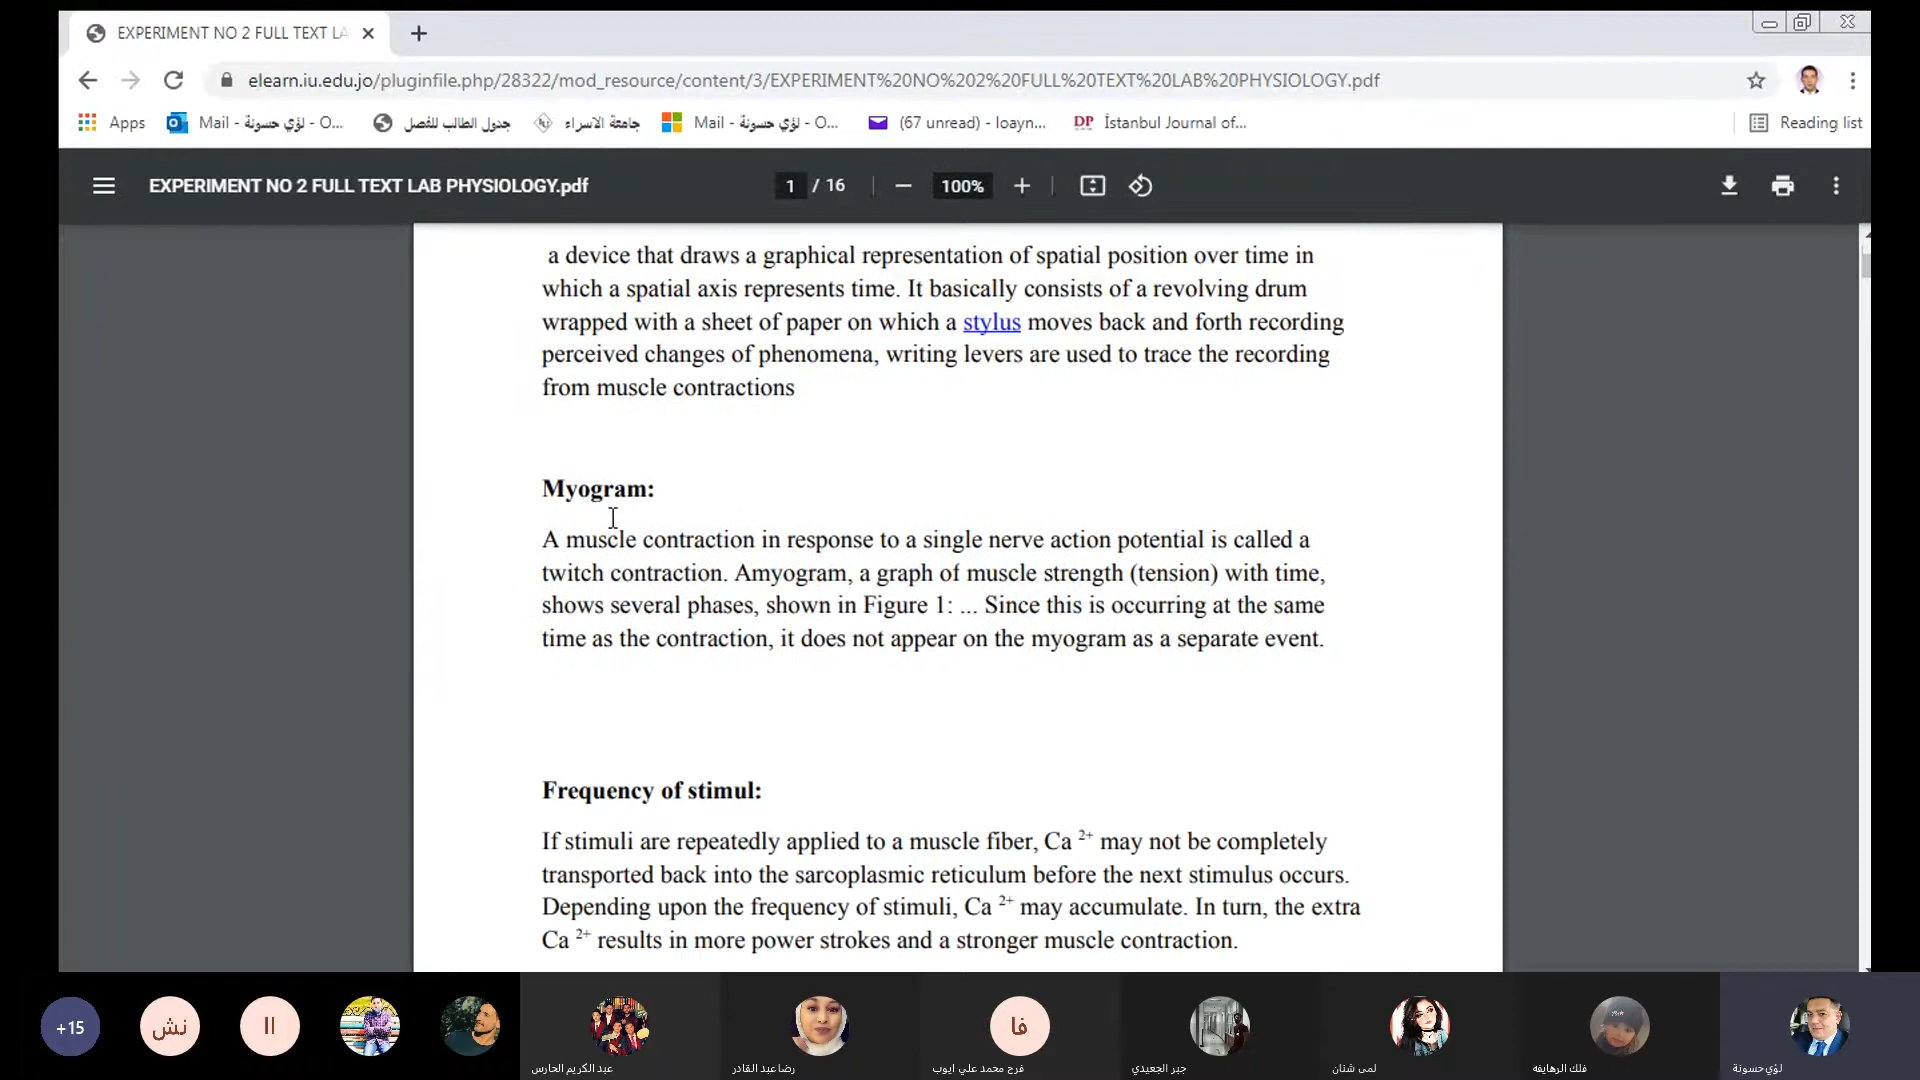 EXPERIMENT NO 2 FULL TEXT LA
elearn.iu.edu.jo/pluginfile.php/28322/mod_resource/content/3/EXPERIMENT%20NO%202%20FULL%20TEXT%20LAB%20PHYSIOLOGY.pdf
Apps
Mail - لؤي حسونة - O...
جدول الطالب للفصل
جامعة الاسراء
Mail - لؤي حسونة - O...
(67 unread) - loayn...
DP İstanbul Journal of...
Reading list
EXPERIMENT NO 2 FULL TEXT LAB PHYSIOLOGY.pdf
1 / 16
100%
a device that draws a graphical representation of spatial position over time in
which a spatial axis represents time. It basically consists of a revolving drum
wrapped with a sheet of paper on which a stylus moves back and forth recording
perceived changes of phenomena, writing levers are used to trace the recording
from muscle contractions
Myogram:
A muscle contraction in response to a single nerve action potential is called a
twitch contraction. Amyogram, a graph of muscle strength (tension) with time,
shows several phases, shown in Figure 1: ... Since this is occurring at the same
time as the contraction, it does not appear on the myogram as a separate event.
Frequency of stimul:
If stimuli are repeatedly applied to a muscle fiber, Ca 2+ may not be completely
transported back into the sarcoplasmic reticulum before the next stimulus occurs.
Depending upon the frequency of stimuli, Ca 2+ may accumulate. In turn, the extra
Ca 2+ results in more power strokes and a stronger muscle contraction.
+15
نش
ا ا
فا
عبد الكريم الحارس
رضا عبد القادر
فرح محمد علي ايوب
جبر الجعيدي
لمى شنان
فلك الرهايفه
لؤي حسونة